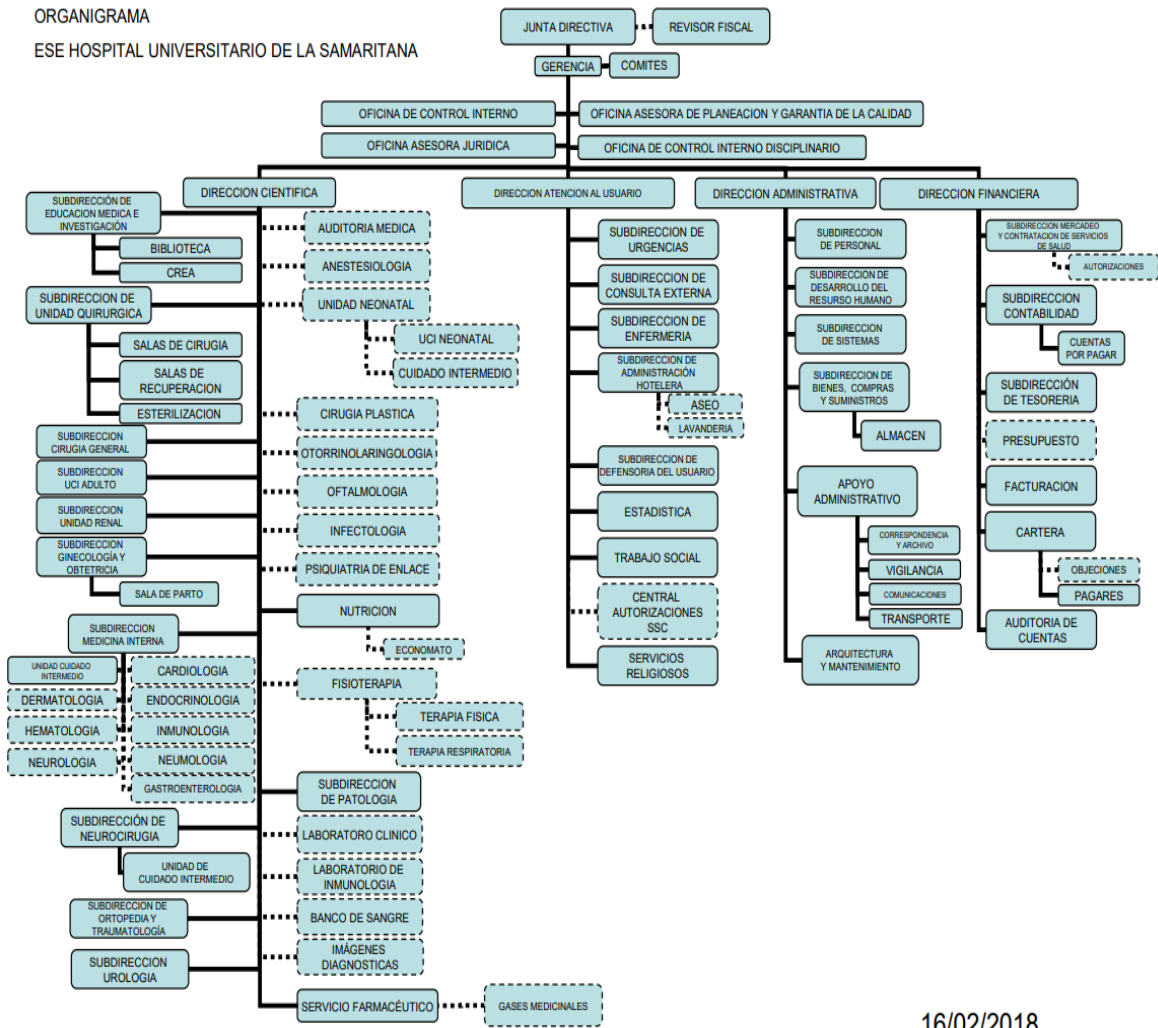 ORGANIGRAMA
ESE HOSPITAL UNIVERSITARIO DE LA SAMARITANA
JUNTA DIRECTIVA
REVISOR FISCAL
GERENCIA
COMITES
OFICINA DE CONTROL INTERNO
OFICINA ASESORA DE PLANEACION Y GARANTIA DE LA CALIDAD
OFICINA ASESORA JURIDICA
OFICINA DE CONTROL INTERNO DISCIPLINARIO
DIRECCION CIENTIFICA
SUBDIRECCIÓN DE
EDUCACION MEDICA E
INVESTIGACIÓN
BIBLIOTECA
CREA
SUBDIRECCION DE
UNIDAD QUIRURGICA
SALAS DE CIRUGIA
SALAS DE
RECUPERACION
ESTERILIZACION
SUBDIRECCION
CIRUGIA GENERAL
SUBDIRECCION
UCI ADULTO
SUBDIRECCION
UNIDAD RENAL
SUBDIRECCION
GINECOLOGÍA Y
OBTETRICIA
SALA DE PARTO
SUBDIRECCION
MEDICINA INTERNA
UNIDAD CUIDADO
INTERMEDIO
CARDIOLOGIA
DERMATOLOGIA
ENDOCRINOLOGIA
HEMATOLOGIA
INMUNOLOGIA
NEUROLOGIA
NEUMOLOGIA
GASTROENTEROLOGIA
SUBDIRECCIÓN DE
NEUROCIRUGIA
UNIDAD DE
CUIDADO INTERMEDIO
SUBDIRECCION DE
ORTOPEDIA Y
TRAUMATOLOGÍA
SUBDIRECCION
UROLOGIA
AUDITORIA MEDICA
ANESTESIOLOGIA
UNIDAD NEONATAL
UCI NEONATAL
CUIDADO INTERMEDIO
CIRUGIA PLASTICA
OTORRINOLARINGOLOGIA
OFTALMOLOGIA
INFECTOLOGIA
PSIQUIATRIA DE ENLACE
NUTRICION
ECONOMATO
FISIOTERAPIA
TERAPIA FISICA
TERAPIA RESPIRATORIA
SUBDIRECCION
DE PATOLOGIA
LABORATORO CLINICO
LABORATORIO DE
INMUNOLOGIA
BANCO DE SANGRE
IMÁGENES
DIAGNOSTICAS
SERVICIO FARMACÉUTICO
GASES MEDICINALES
DIRECCION ATENCION AL USUARIO
SUBDIRECCION DE
URGENCIAS
SUBDIRECCION DE
CONSULTA EXTERNA
SUBDIRECCION DE
ENFERMERIA
SUBDIRECCION DE
ADMINISTRACIÓN
HOTELERA
ASEO
LAVANDERIA
SUBDIRECCION DE
DEFENSORIA DEL USUARIO
ESTADISTICA
TRABAJO SOCIAL
CENTRAL
AUTORIZACIONES
SSC
SERVICIOS
RELIGIOSOS
DIRECCION ADMINISTRATIVA
SUBDIRECCION
DE PERSONAL
SUBDIRECCION DE
DESARROLLO DEL
RESURSO HUMANO
SUBDIRECCION
DE SISTEMAS
SUBDIRECCION DE
BIENES, COMPRAS
Y SUMINISTROS
ALMACEN
APOYO
ADMINISTRATIVO
CORRESPONDENCIA
Y ARCHIVO
VIGILANCIA
COMUNICACIONES
TRANSPORTE
ARQUITECTURA
Y MANTENIMIENTO
DIRECCION FINANCIERA
SUBDIRECCION MERCADEO
Y CONTRATACION DE SERVICIOS
DE SALUD
AUTORIZACIONES
SUBDIRECCION
CONTABILIDAD
CUENTAS
POR PAGAR
SUBDIRECCIÓN
DE TESORERIA
PRESUPUESTO
FACTURACION
CARTERA
OBJECIONES
PAGARES
AUDITORIA DE
CUENTAS
16/02/2018